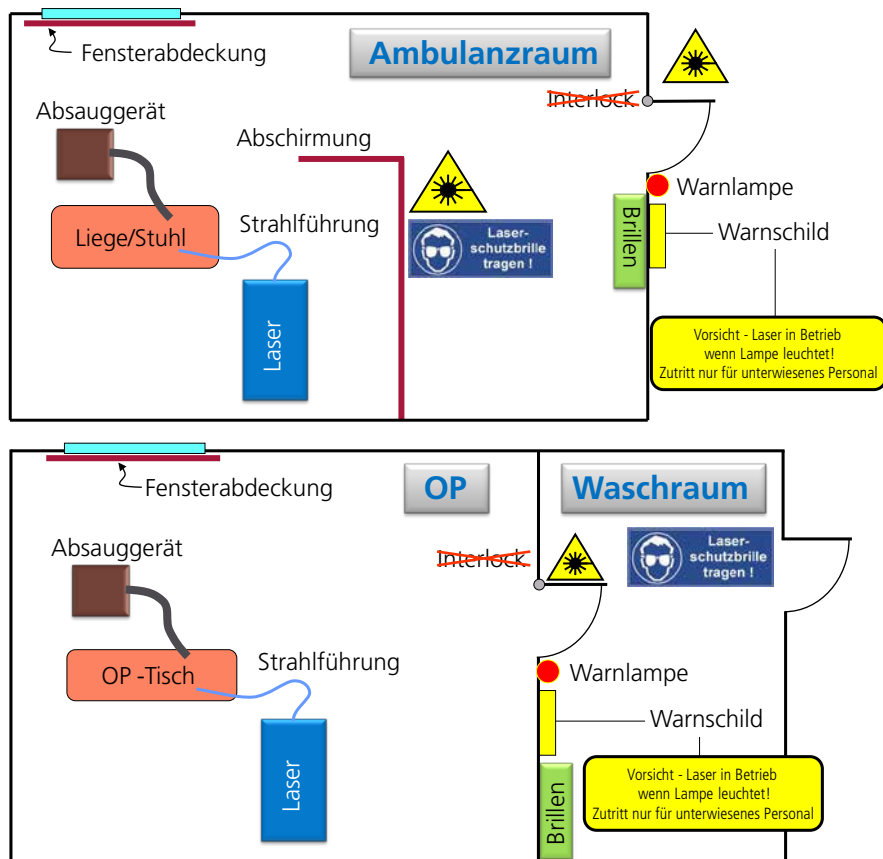 Fensterabdeckung
Ambulanzraum
Interlock
Absauggerät
Abschirmung
Warnlampe
Liege/Stuhl
Strahlführung
Laser-
schutzbrille
tragen !
Brillen
Warnschild
Laser
Vorsicht - Laser in Betrieb
wenn Lampe leuchtet!
Zutritt nur für unterwiesenes Personal
Fensterabdeckung
OP
Waschraum
Absauggerät
Interlock
Laser-
schutzbrille
tragen !
OP -Tisch
Strahlführung
Warnlampe
Warnschild
Laser
Brillen
Vorsicht - Laser in Betrieb
wenn Lampe leuchtet!
Zutritt nur für unterwiesenes Personal